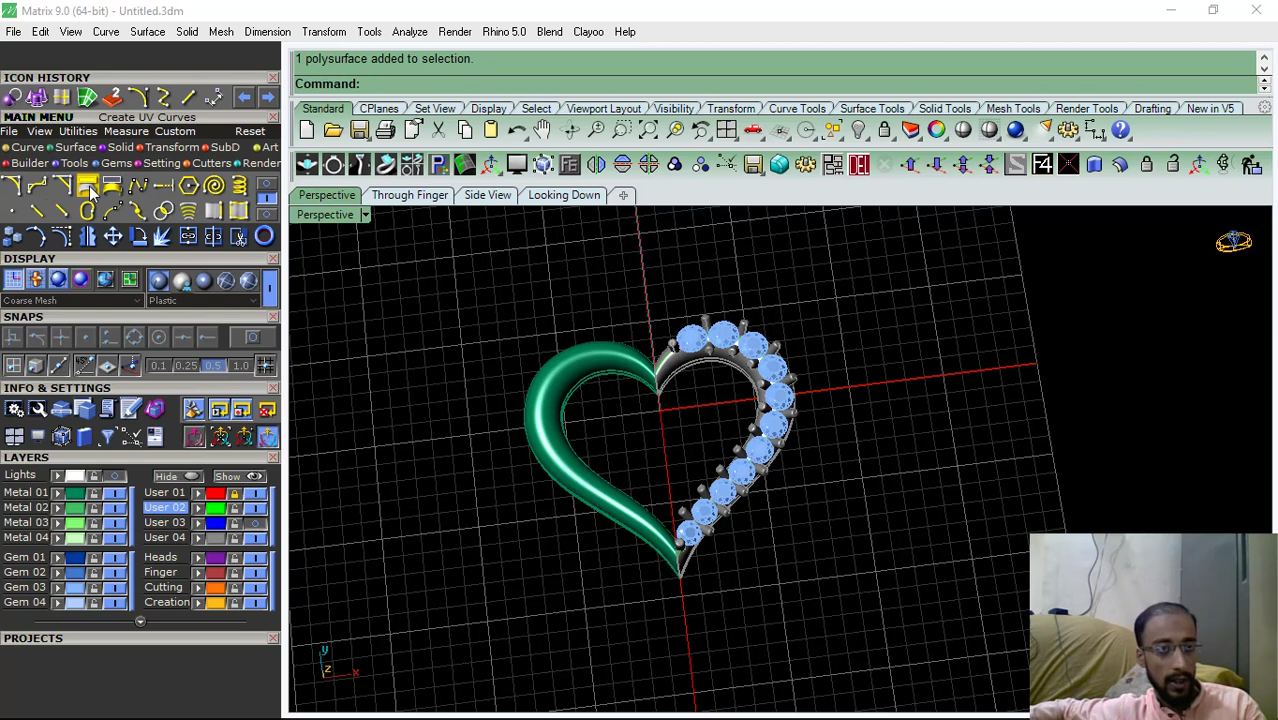 Matrix 9.0 (64-bit) - Untitled.3dm
File Edit View Curve Surface Solid Mesh Dimension Transform Tools Analyze Render Rhino 5.0 Blend Clayoo Help
ICON HISTORY
MAIN MENU Create UV Curves
File View Utilities Measure Custom Reset
Curve Surface Solid Transform SubD Art
Builder Tools Gems Setting Cutters Render
DISPLAY
Coarse Mesh Plastic
SNAPS
0.1 0.25 0.5 1.0
INFO & SETTINGS
LAYERS
Lights Hide Show
Metal 01 User 01
Metal 02 User 02
Metal 03 User 03
Metal 04 User 04
Gem 01 Heads
Gem 02 Finger
Gem 03 Cutting
Gem 04 Creation
PROJECTS
1 polysurface added to selection.
Command:
Standard CPlanes Set View Display Select Viewport Layout Visibility Transform Curve Tools Surface Tools Solid Tools Mesh Tools Render Tools Drafting New in V5
F4
Perspective Through Finger Side View Looking Down
Perspective
y
z x